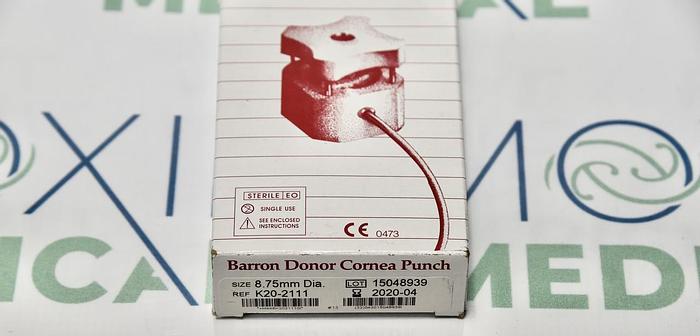 STERILE EO
SINGLE USE
SEE ENCLOSED
INSTRUCTIONS
CE 0473
Barron Donor Cornea Punch
SIZE 8.75mm Dia. LOT 15048939
REF K20-2111 2020-04